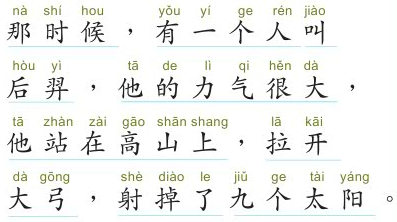 nà shí hou yǒu yí ge rén jiào
那时候，有一个人叫
hòu yì tā de lì qi hěn dà
后羿，他的力气很大，
tā zhàn zài gāo shān shang lā kāi
他站在高山上，拉开
dà gōng shè diào le jiǔ ge tài yáng
大弓，射掉了九个太阳。